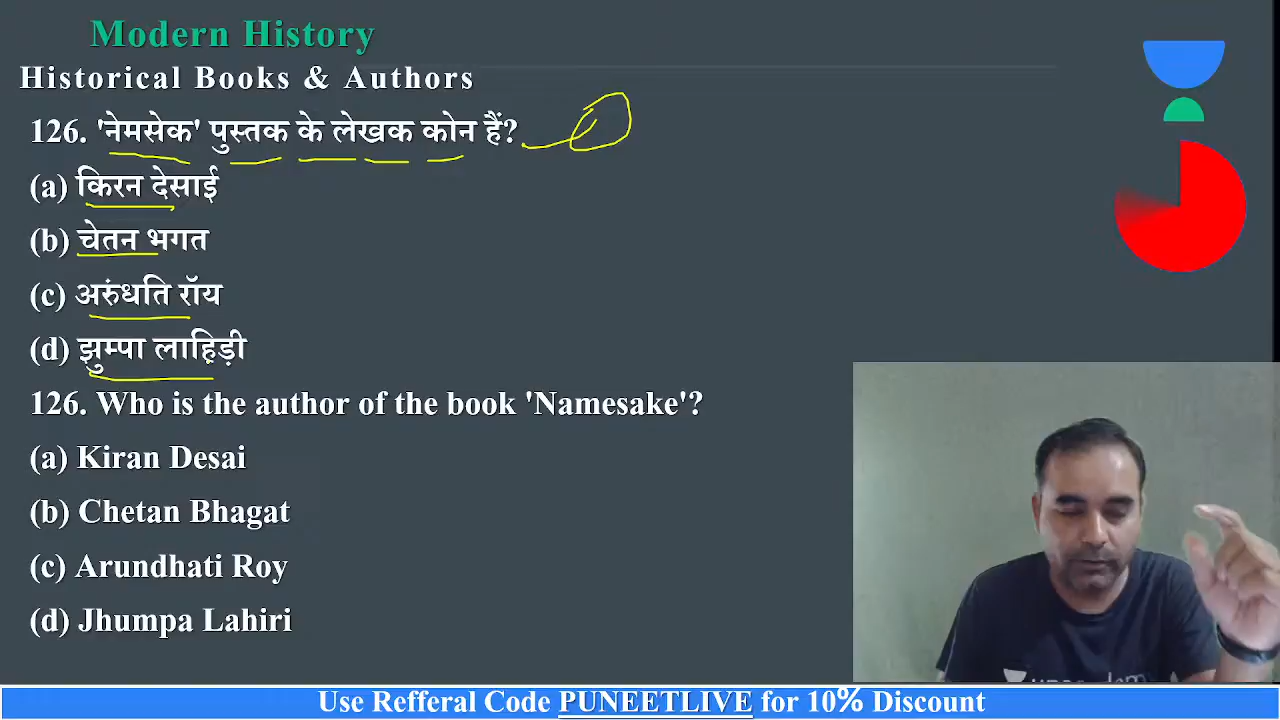 Modern History
Historical Books & Authors
126. 'नेमसेक' पुस्तक के लेखक कोन हैं?
(a) किरन देसाई
(b) चेतन भगत
(c) अरुंधति रॉय
(d) झुम्पा लाहिड़ी
126. Who is the author of the book 'Namesake'?
(a) Kiran Desai
(b) Chetan Bhagat
(c) Arundhati Roy
(d) Jhumpa Lahiri
Use Refferal Code PUNEETLIVE for 10% Discount